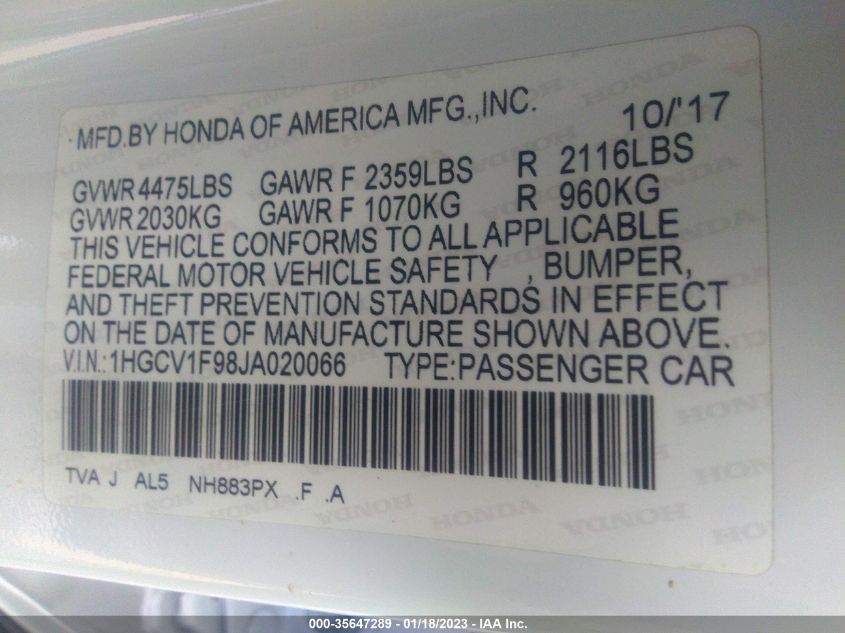 MFD.BY HONDA OF AMERICA MFG.,INC. 10/'17
GVWR 4475LBS GAWR F 2359LBS R 2116LBS
GVWR 2030KG GAWR F 1070KG R 960KG
THIS VEHICLE CONFORMS TO ALL APPLICABLE
FEDERAL MOTOR VEHICLE SAFETY , BUMPER,
AND THEFT PREVENTION STANDARDS IN EFFECT
ON THE DATE OF MANUFACTURE SHOWN ABOVE.
V.I.N.:1HGCV1F98JA020066 TYPE:PASSENGER CAR
TVA J AL5 NH883PX .F .A
000-35647289 - 01/18/2023 - IAA Inc.